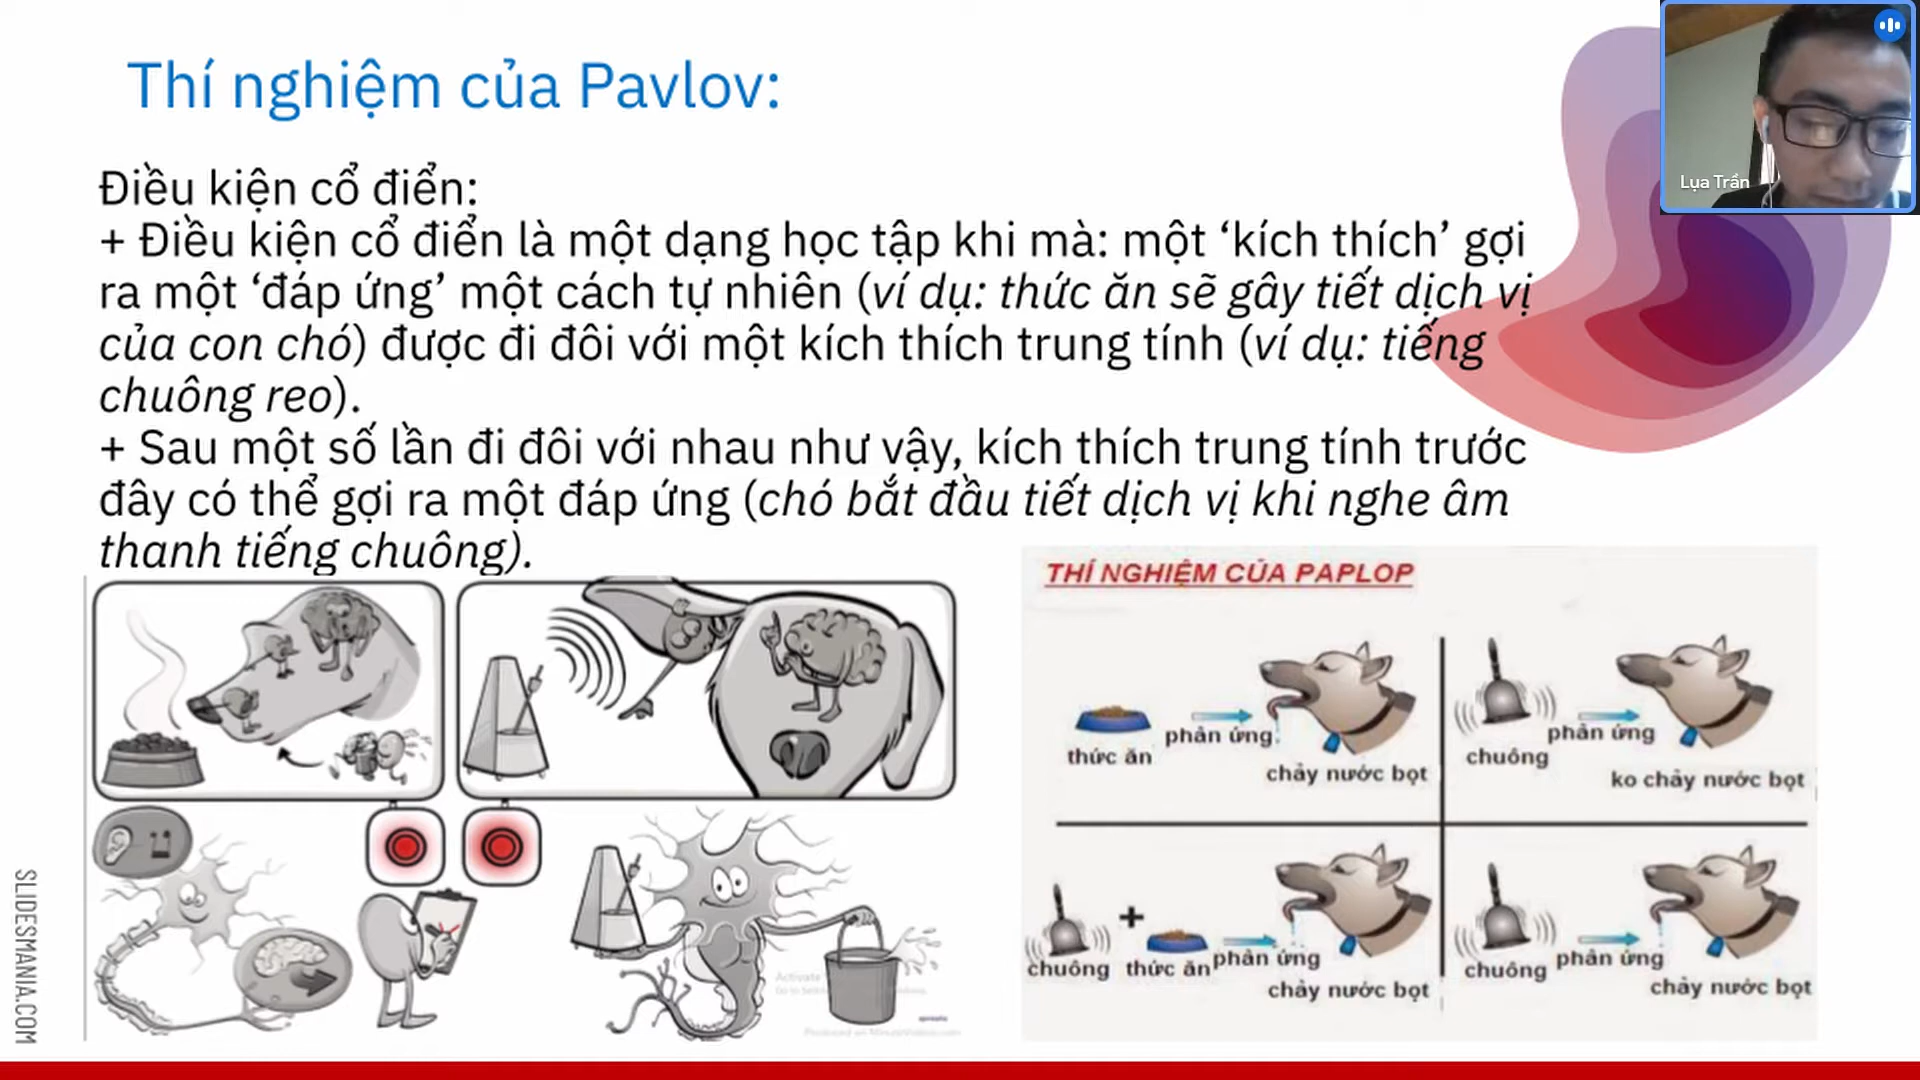 Thí nghiệm của Pavlov:
Lụa Trần
Điều kiện cổ điển:
+ Điều kiện cổ điển là một dạng học tập khi mà: một ‘kích thích’ gợi
ra một ‘đáp ứng’ một cách tự nhiên (ví dụ: thức ăn sẽ gây tiết dịch vị
của con chó) được đi đôi với một kích thích trung tính (ví dụ: tiếng
chuông reo).
+ Sau một số lần đi đôi với nhau như vậy, kích thích trung tính trước
đây có thể gợi ra một đáp ứng (chó bắt đầu tiết dịch vị khi nghe âm
thanh tiếng chuông).
THÍ NGHIỆM CỦA PAPLOP
thức ăn
phản ứng
chảy nước bọt
chuông
phản ứng
ko chảy nước bọt
chuông
+
thức ăn
phản ứng
chảy nước bọt
chuông
phản ứng
chảy nước bọt
SLIDESMANIA.COM